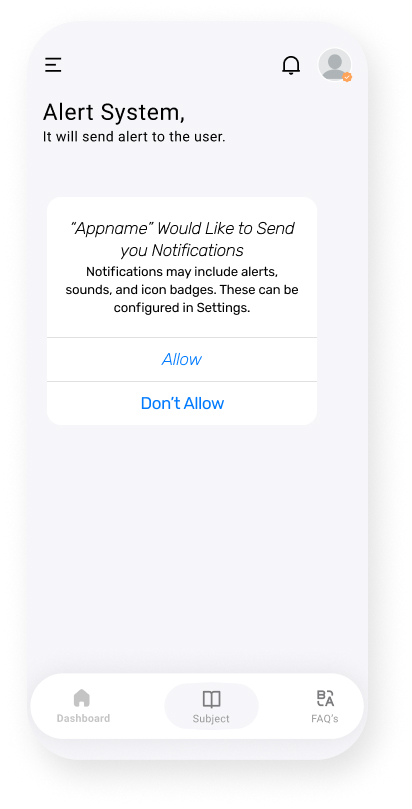 Alert System,
It will send alert to the user.
“Appname” Would Like to Send
you Notifications
Notifications may include alerts,
sounds, and icon badges. These can be
configured in Settings.
Allow
Don’t Allow
Dashboard
Subject
FAQ’s